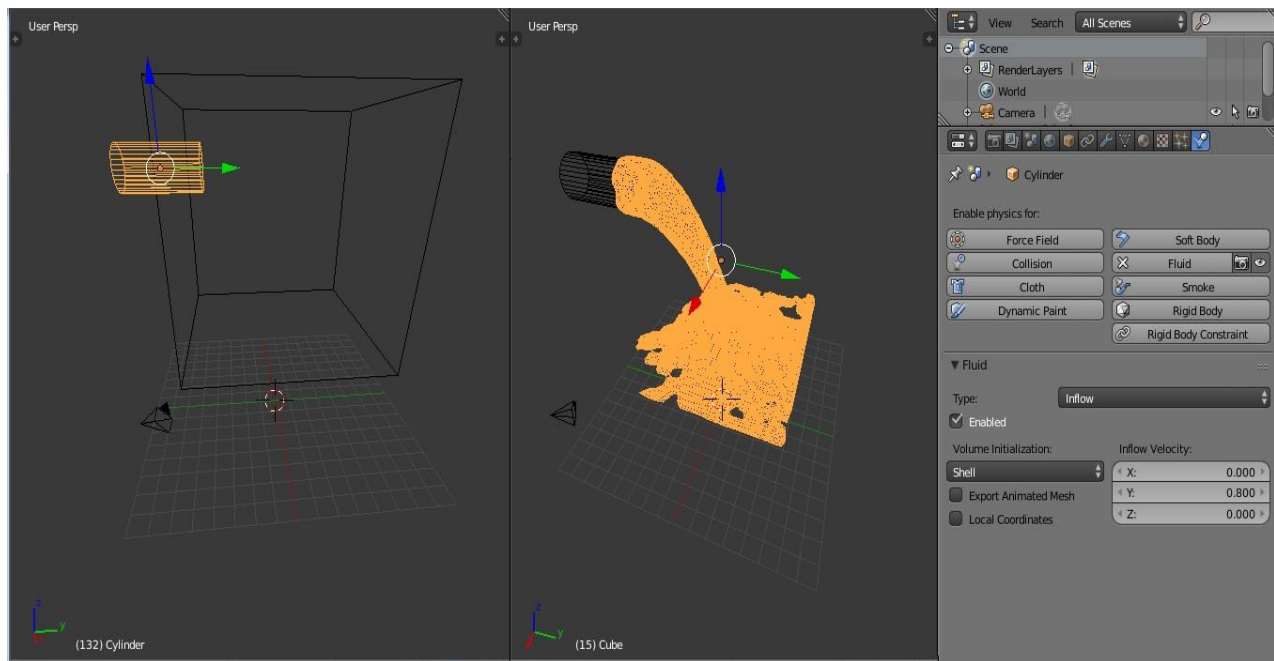 User Persp
z
y
(132) Cylinder
User Persp
z
y
(15) Cube
View Search All Scenes
Scene
RenderLayers
World
Camera
Cylinder
Enable physics for:
Force Field Soft Body
Collision Fluid
Cloth Smoke
Dynamic Paint Rigid Body
Rigid Body Constraint
Fluid
Type: Inflow
Enabled
Volume Initialization: Inflow Velocity:
Shell X: 0.000
Export Animated Mesh Y: 0.800
Local Coordinates Z: 0.000